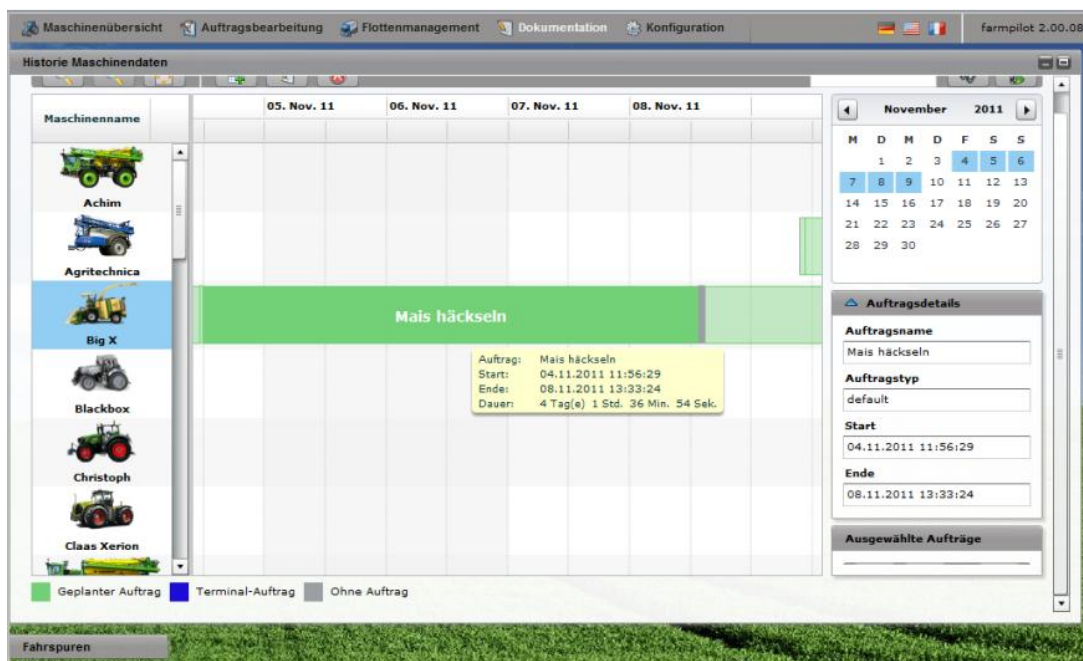 Maschinenübersicht Auftragsbearbeitung Flottenmanagement Dokumentation Konfiguration farmpilot 2.00.08
Historie Maschinendaten
Maschinenname
05. Nov. 11 06. Nov. 11 07. Nov. 11 08. Nov. 11
Achim
Agritechnica
Big X
Blackbox
Christoph
Claas Xerion
Mais häckseln
Auftrag: Mais häckseln
Start: 04.11.2011 11:56:29
Ende: 08.11.2011 13:33:24
Dauer: 4 Tag(e) 1 Std. 36 Min. 54 Sek.
November 2011
M D M D F S S
1 2 3 4 5 6
7 8 9 10 11 12 13
14 15 16 17 18 19 20
21 22 23 24 25 26 27
28 29 30
Auftragsdetails
Auftragsname
Mais häckseln
Auftragstyp
default
Start
04.11.2011 11:56:29
Ende
08.11.2011 13:33:24
Ausgewählte Aufträge
Geplanter Auftrag Terminal-Auftrag Ohne Auftrag
Fahrspuren